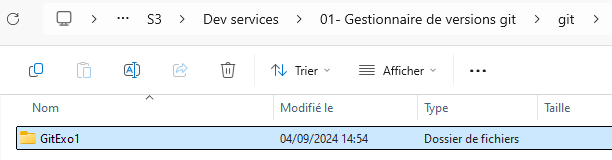 S3 > Dev services > 01- Gestionnaire de versions git > git
Trier Afficher
Nom Modifié le Type Taille
GitExo1 04/09/2024 14:54 Dossier de fichiers